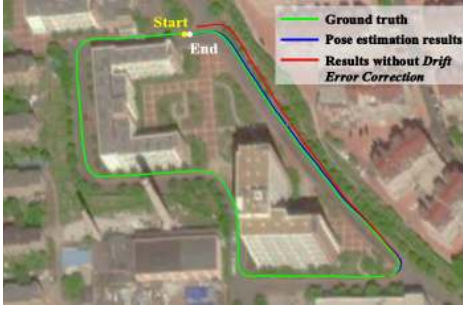 Start
End
Ground truth
Pose estimation results
Results without Drift
Error Correction